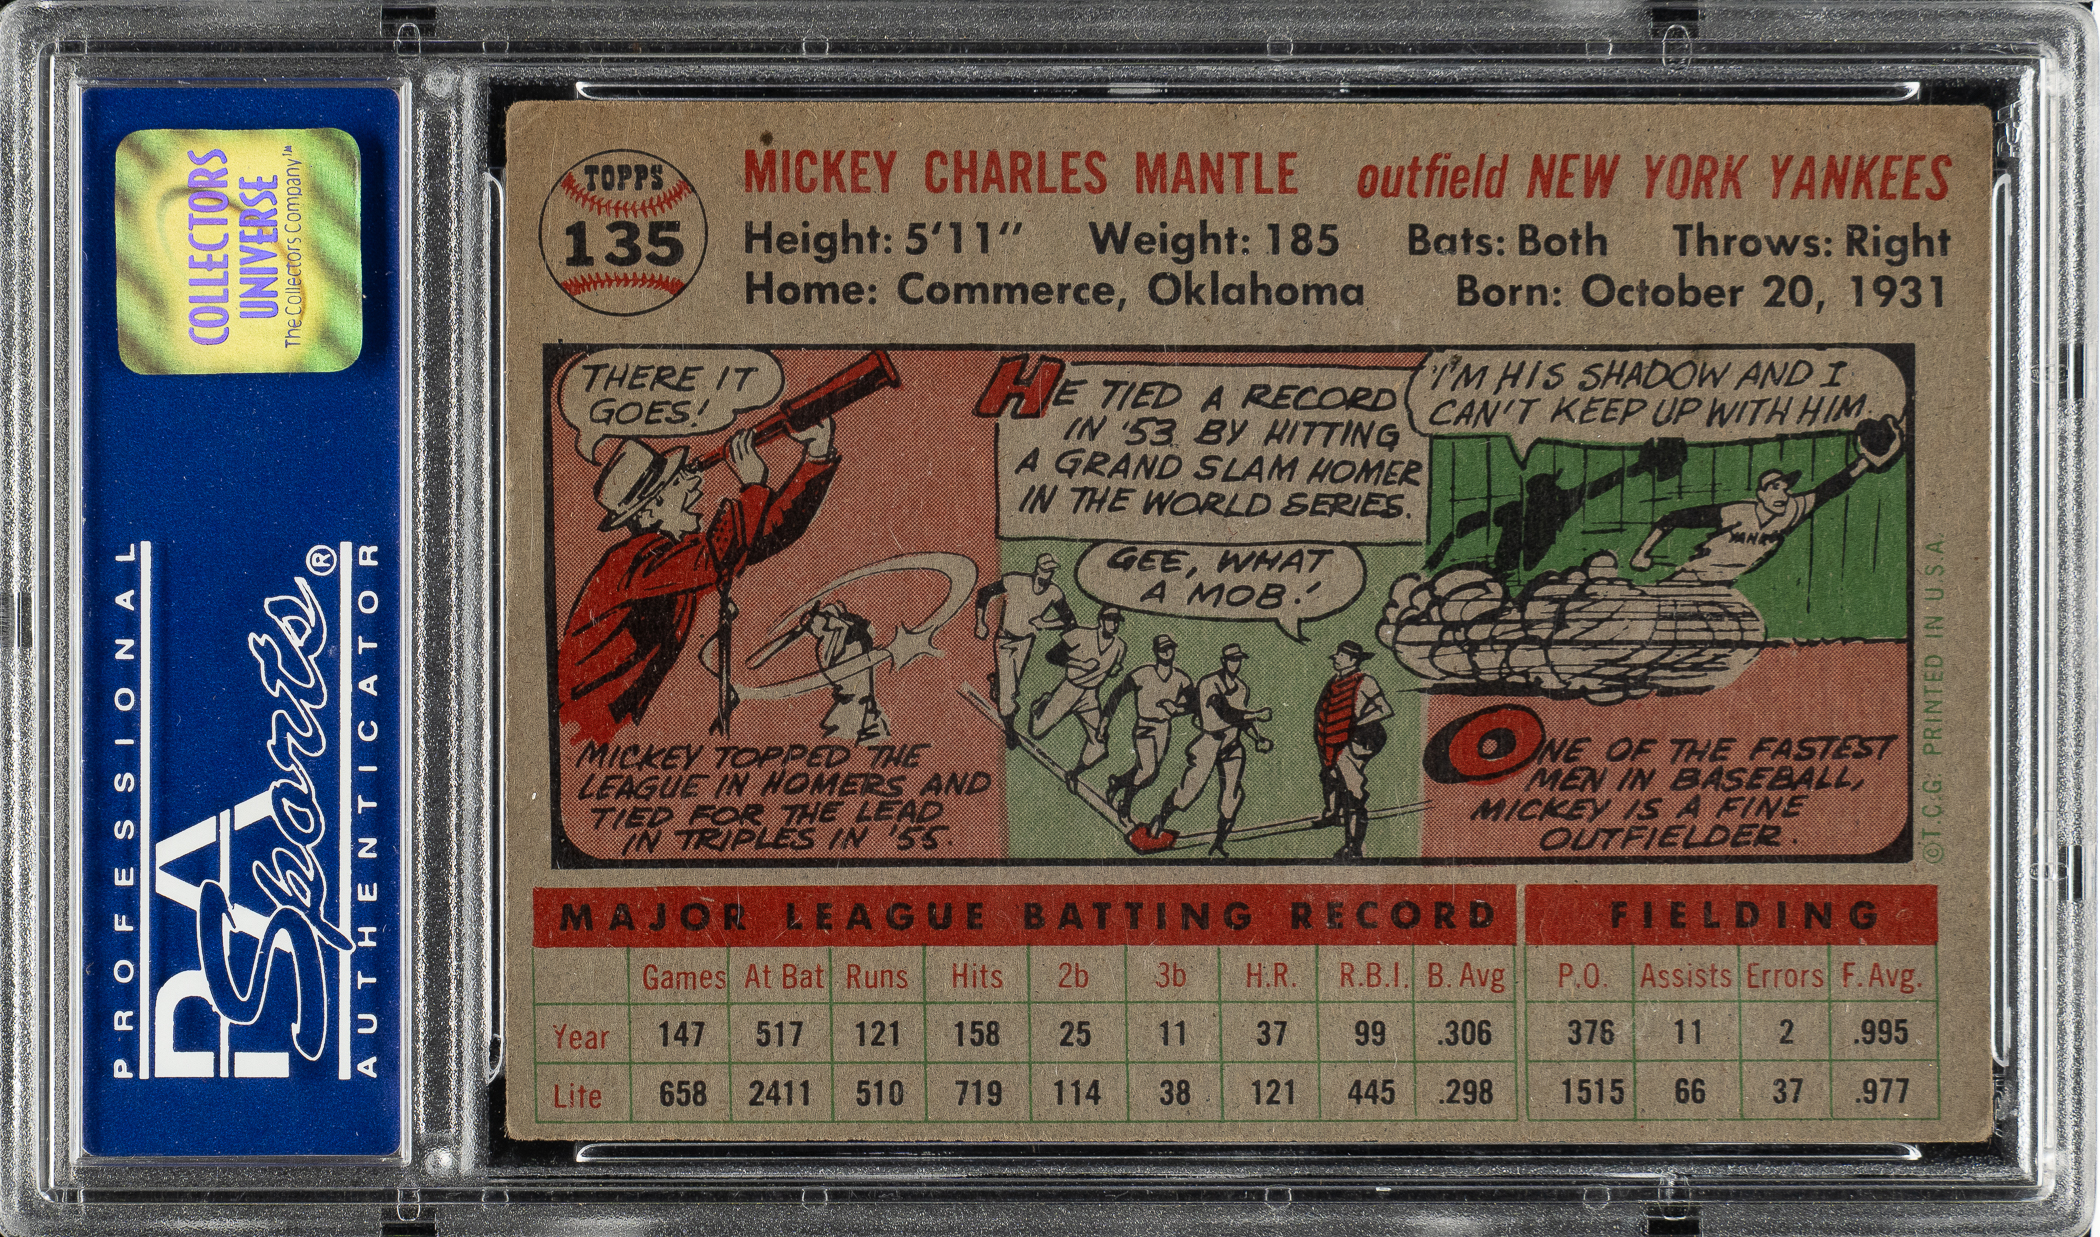 COLLECTORS
UNIVERSE
The Collectors Company™
PROFESSIONAL
PSA
Sports®
AUTHENTICATOR
TOPPS
135
MICKEY CHARLES MANTLE outfield NEW YORK YANKEES
Height: 5'11" Weight: 185 Bats: Both Throws: Right
Home: Commerce, Oklahoma Born: October 20, 1931
THERE IT
GOES!
MICKEY TOPPED THE
LEAGUE IN HOMERS AND
TIED FOR THE LEAD
IN TRIPLES IN '55.
HE TIED A RECORD
IN '53 BY HITTING
A GRAND SLAM HOMER
IN THE WORLD SERIES.
GEE, WHAT
A MOB!
I'M HIS SHADOW AND I
CAN'T KEEP UP WITH HIM.
ONE OF THE FASTEST
MEN IN BASEBALL,
MICKEY IS A FINE
OUTFIELDER.
©T.C.G. PRINTED IN U.S.A.
MAJOR LEAGUE BATTING RECORD FIELDING
Games At Bat Runs Hits 2b 3b H.R. R.B.I. B. Avg P.O. Assists Errors F. Avg.
Year 147 517 121 158 25 11 37 99 .306 376 11 2 .995
Life 658 2411 510 719 114 38 121 445 .298 1515 66 37 .977